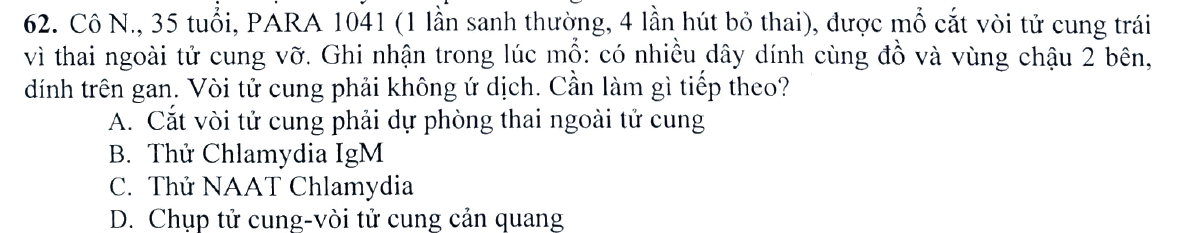 62. Cô N., 35 tuổi, PARA 1041 (1 lần sanh thường, 4 lần hút bỏ thai), được mổ cắt vòi tử cung trái
vì thai ngoài tử cung vỡ. Ghi nhận trong lúc mổ: có nhiều dây dính cùng đồ và vùng chậu 2 bên,
dính trên gan. Vòi tử cung phải không ứ dịch. Cần làm gì tiếp theo?
A. Cắt vòi tử cung phải dự phòng thai ngoài tử cung
B. Thử Chlamydia IgM
C. Thử NAAT Chlamydia
D. Chụp tử cung-vòi tử cung cản quang